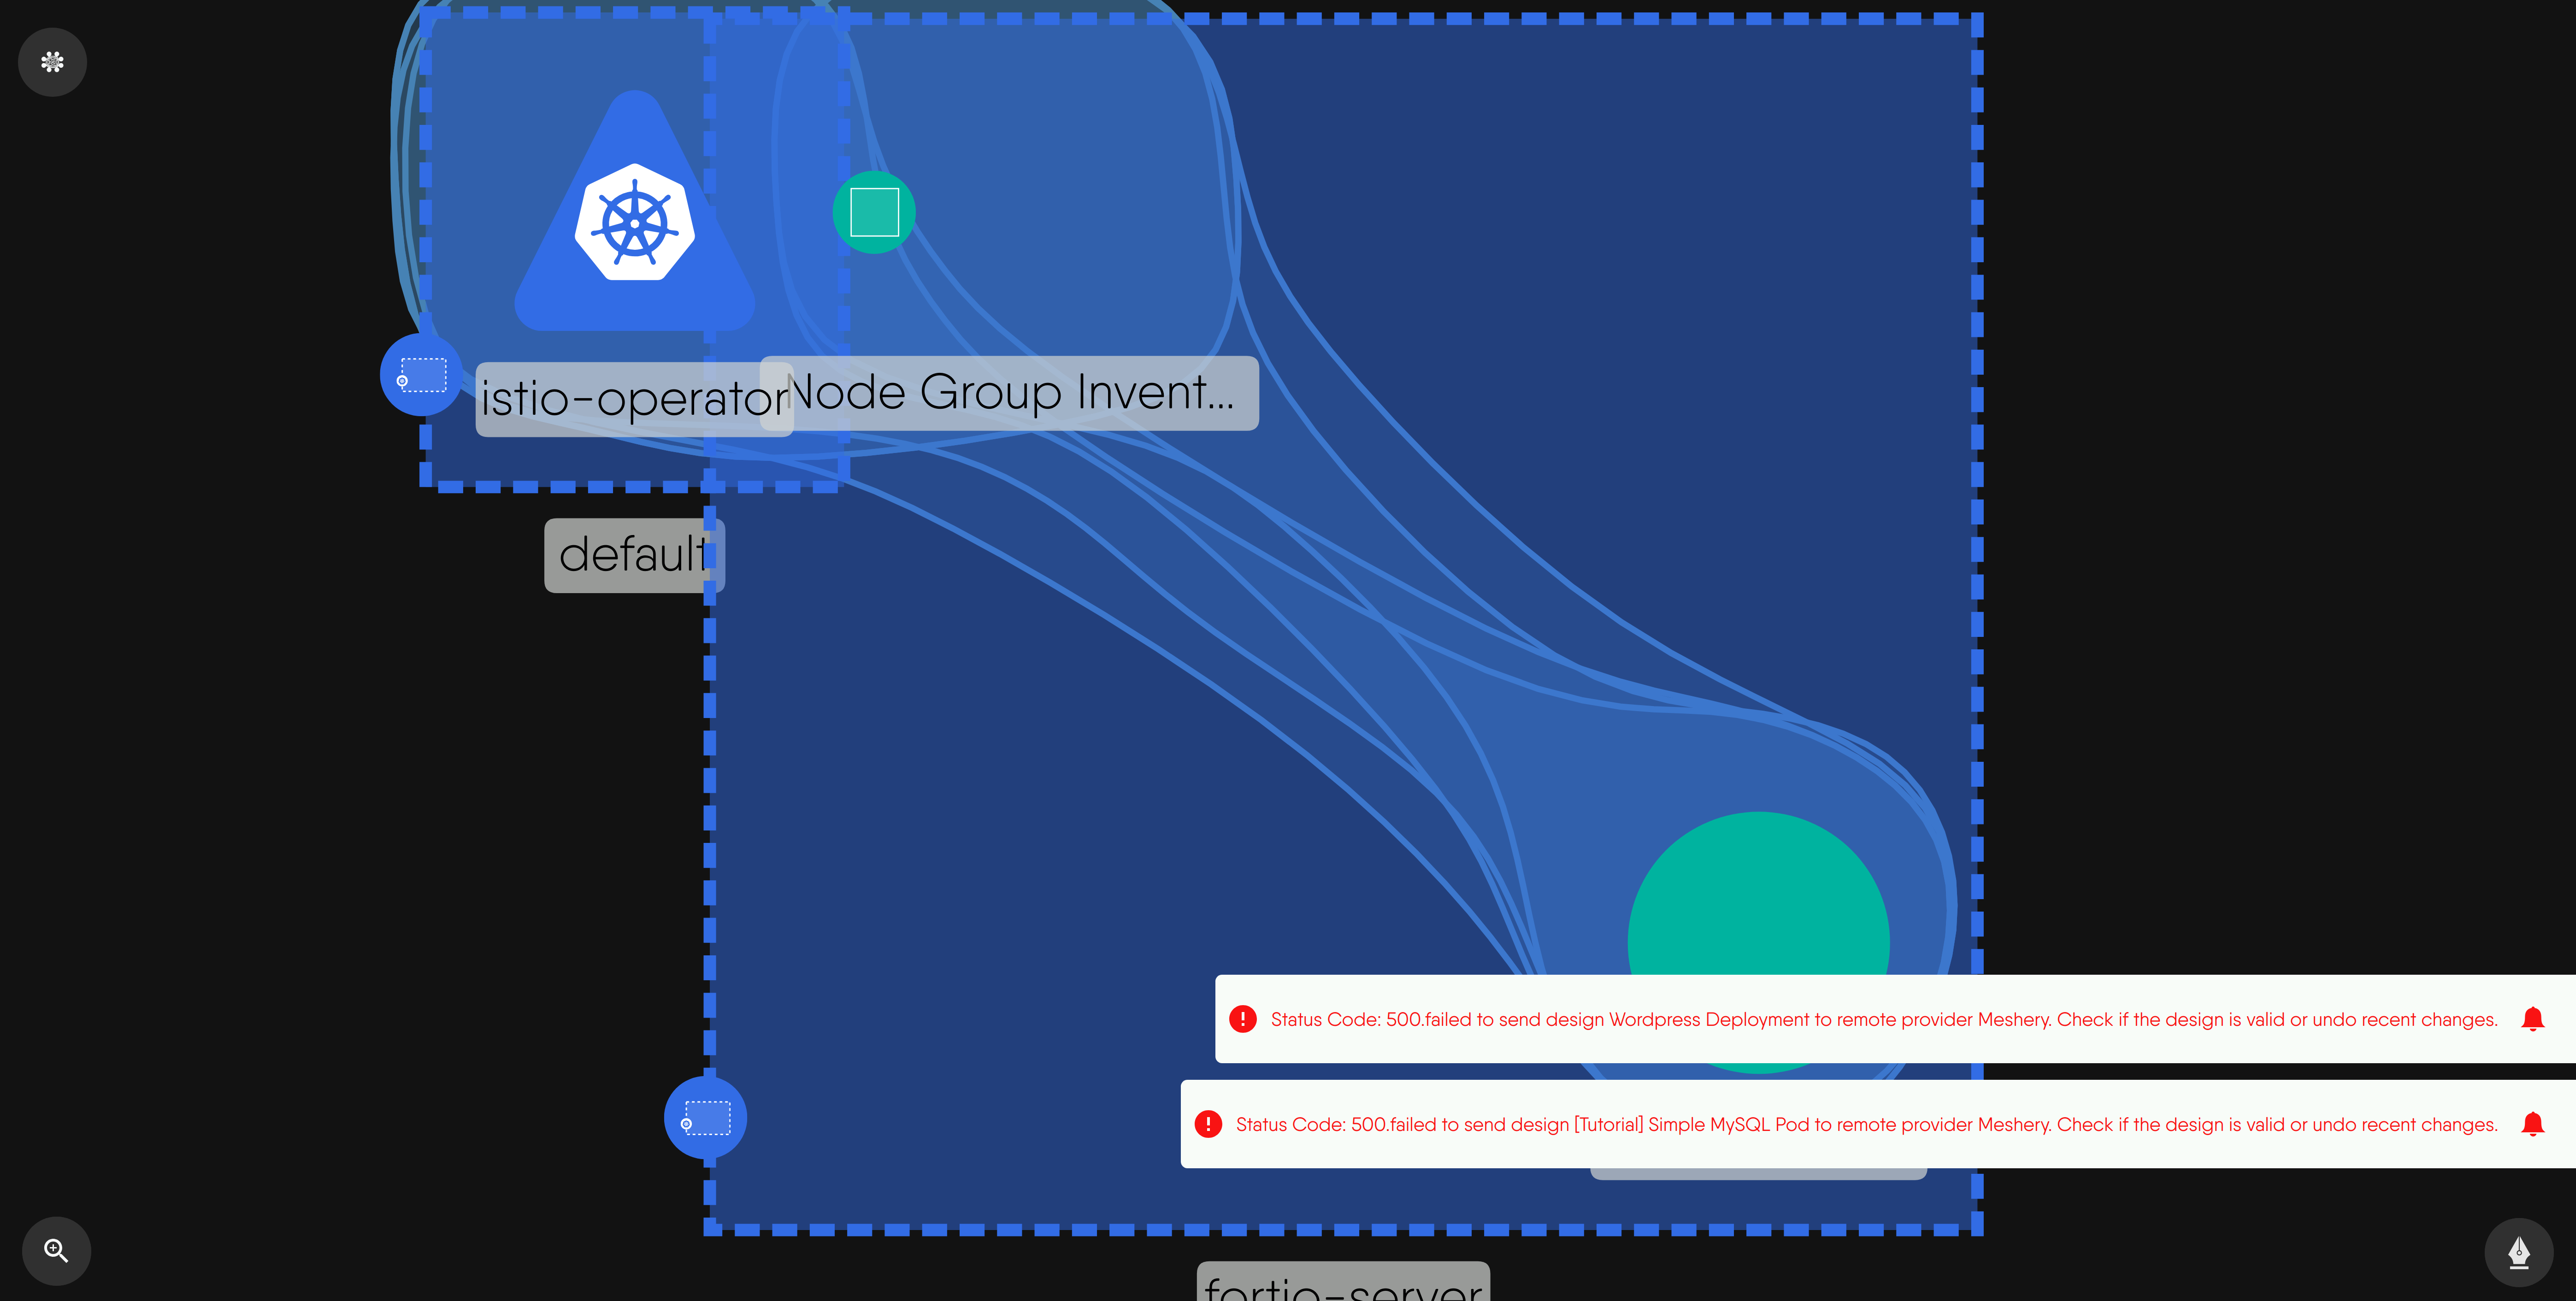 istio-operator
Node Group Invent...
default
Status Code: 500.failed to send design Wordpress Deployment to remote provider Meshery. Check if the design is valid or undo recent changes.
Status Code: 500.failed to send design [Tutorial] Simple MySQL Pod to remote provider Meshery. Check if the design is valid or undo recent changes.
fortio-server